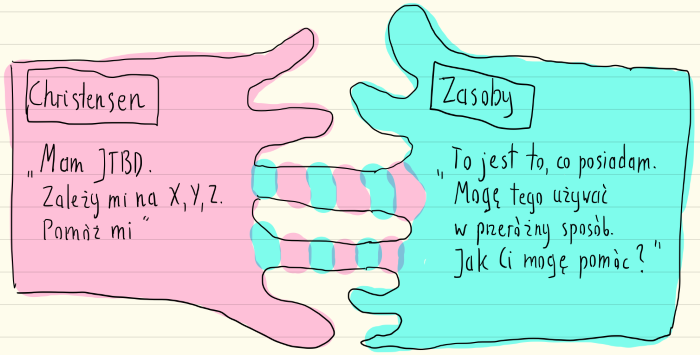 Christensen
„Mam JTBD.
Zależy mi na X,Y,Z.
Pomóż mi“
Zasoby
„To jest to, co posiadam.
Mogę tego używać
w przeróżny sposób.
Jak Ci mogę pomóc?"